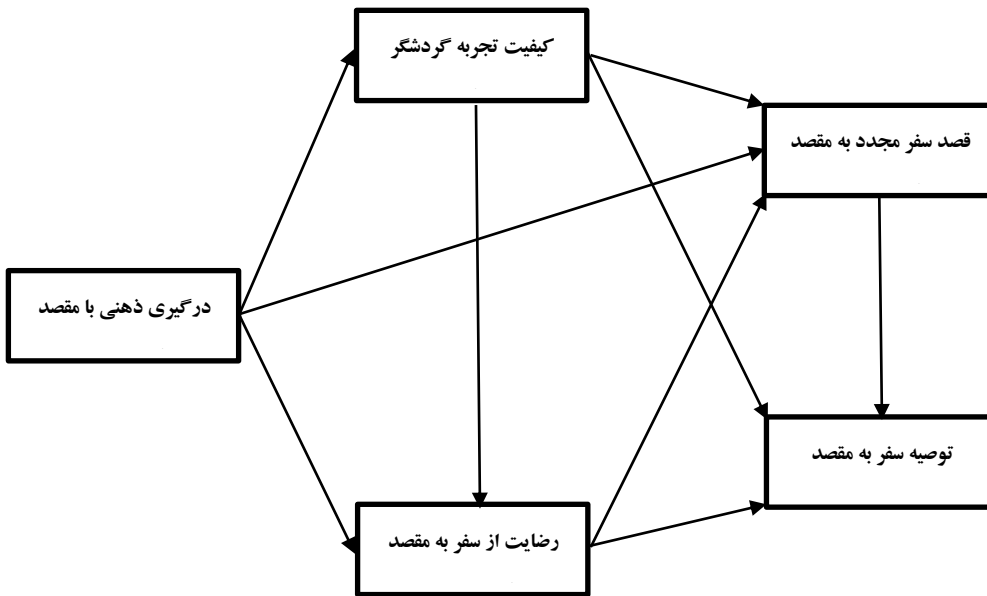 کیفیت تجربه گردشگر
قصد سفر مجدد به مقصد
درگیری ذهنی با مقصد
توصیه سفر به مقصد
رضایت از سفر به مقصد